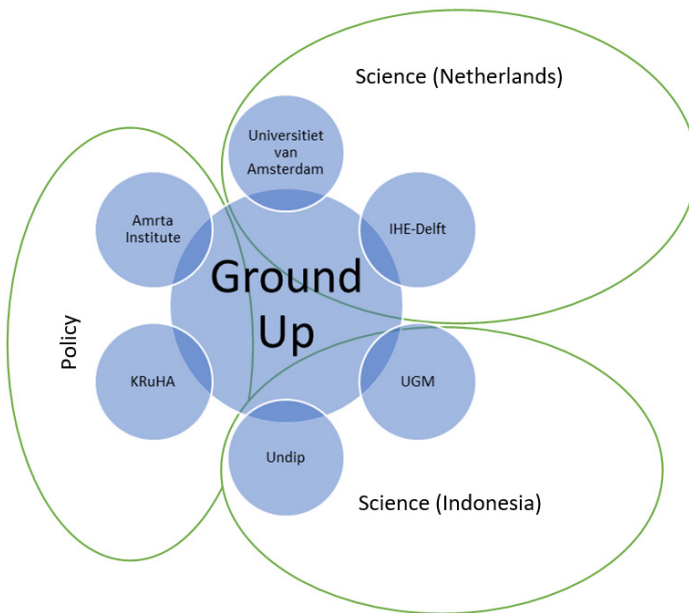 Science (Netherlands)
Universitiet
van
Amsterdam
Amrta
Institute
IHE-Delft
Ground
Up
Policy
KRuHA
UGM
Undip
Science (Indonesia)